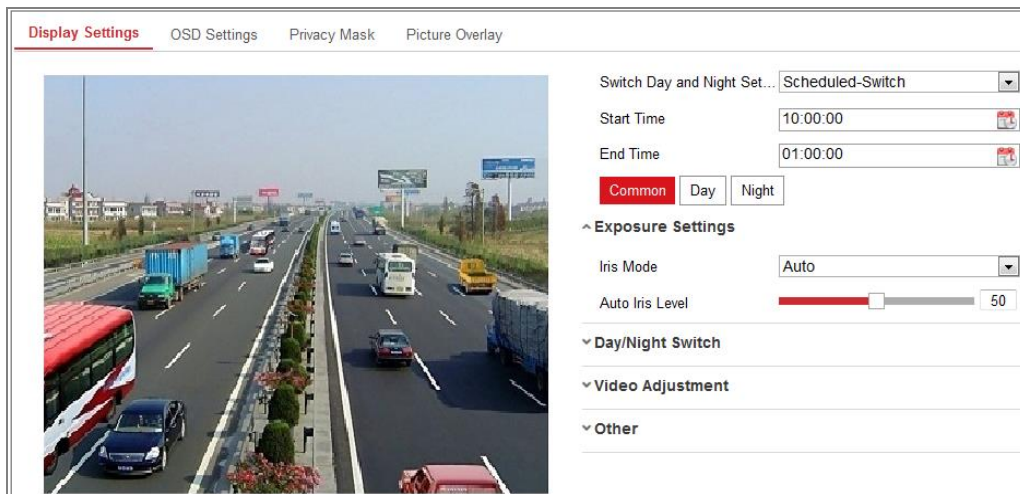 Display Settings OSD Settings Privacy Mask Picture Overlay
Switch Day and Night Set... Scheduled-Switch
Start Time 10:00:00
End Time 01:00:00
Common Day Night
Exposure Settings
Iris Mode Auto
Auto Iris Level 50
Day/Night Switch
Video Adjustment
Other